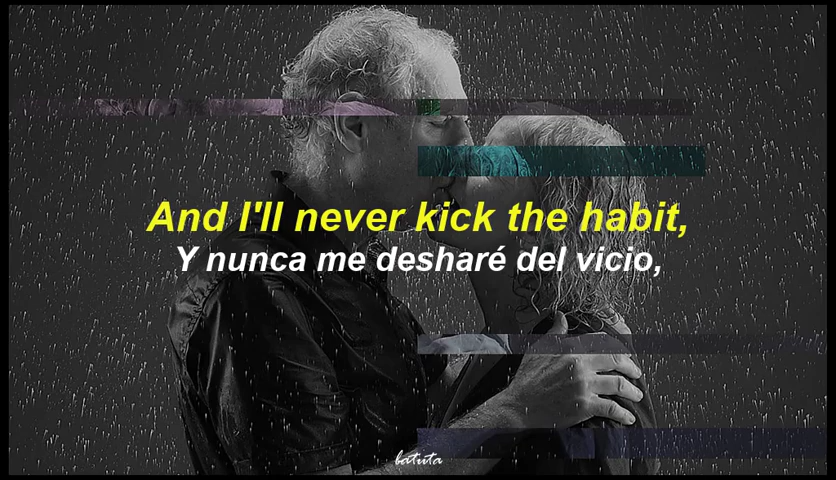 And I'll never kick the habit,
Y nunca me desharé del vicio,
batuta